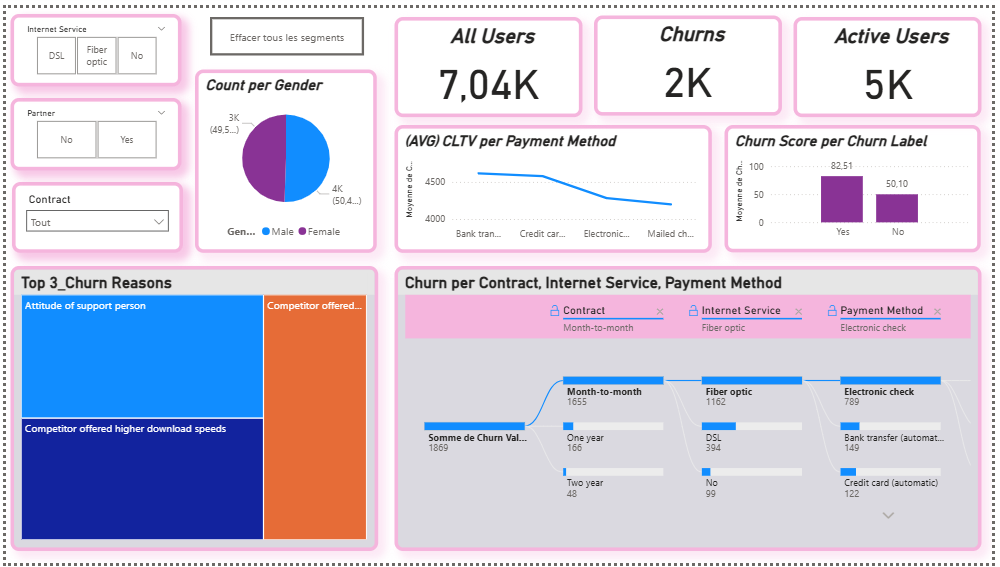 Internet Service
DSL
Fiber
optic
No
Effacer tous les segments
All Users
7,04K
Churns
2K
Active Users
5K
Partner
No
Yes
Contract
Tout
Count per Gender
3K
(49,5...)
4K
(50,4...)
Gen... Male Female
(AVG) CLTV per Payment Method
Moyenne de C...
4500
4000
Bank tran... Credit car... Electronic... Mailed ch...
Churn Score per Churn Label
Moyenne de Ch...
100
50
0
82,51
50,10
Yes No
Top 3_Churn Reasons
Attitude of support person
Competitor offered...
Competitor offered higher download speeds
Churn per Contract, Internet Service, Payment Method
Contract
Month-to-month
Internet Service
Fiber optic
Payment Method
Electronic check
Somme de Churn Val...
1869
Month-to-month
1655
One year
166
Two year
48
Fiber optic
1162
DSL
394
No
99
Electronic check
789
Bank transfer (automat...
149
Credit card (automatic)
122